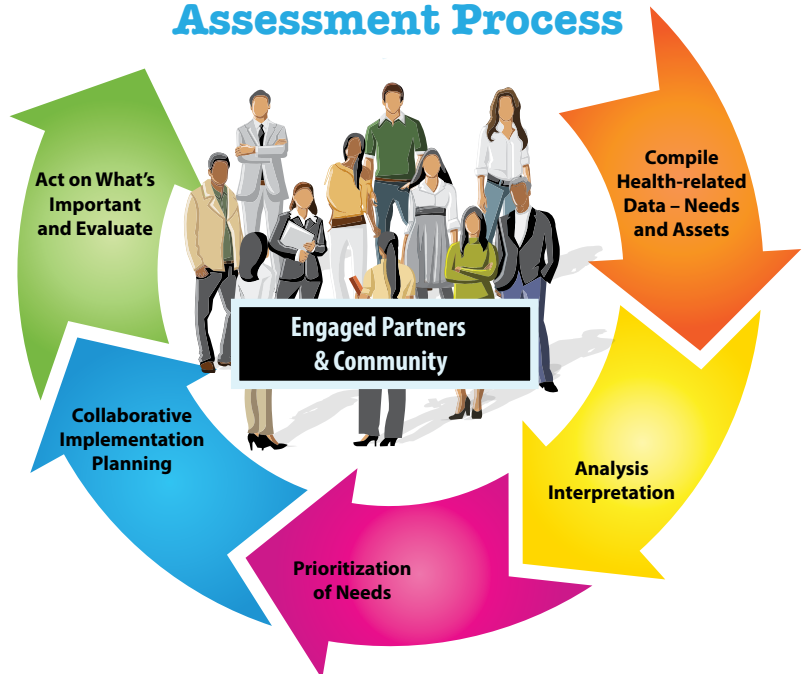 Assessment Process
Compile
Health-related
Data – Needs
and Assets
Analysis
Interpretation
Prioritization
of Needs
Collaborative
Implementation
Planning
Act on What's
Important
and Evaluate
Engaged Partners
& Community